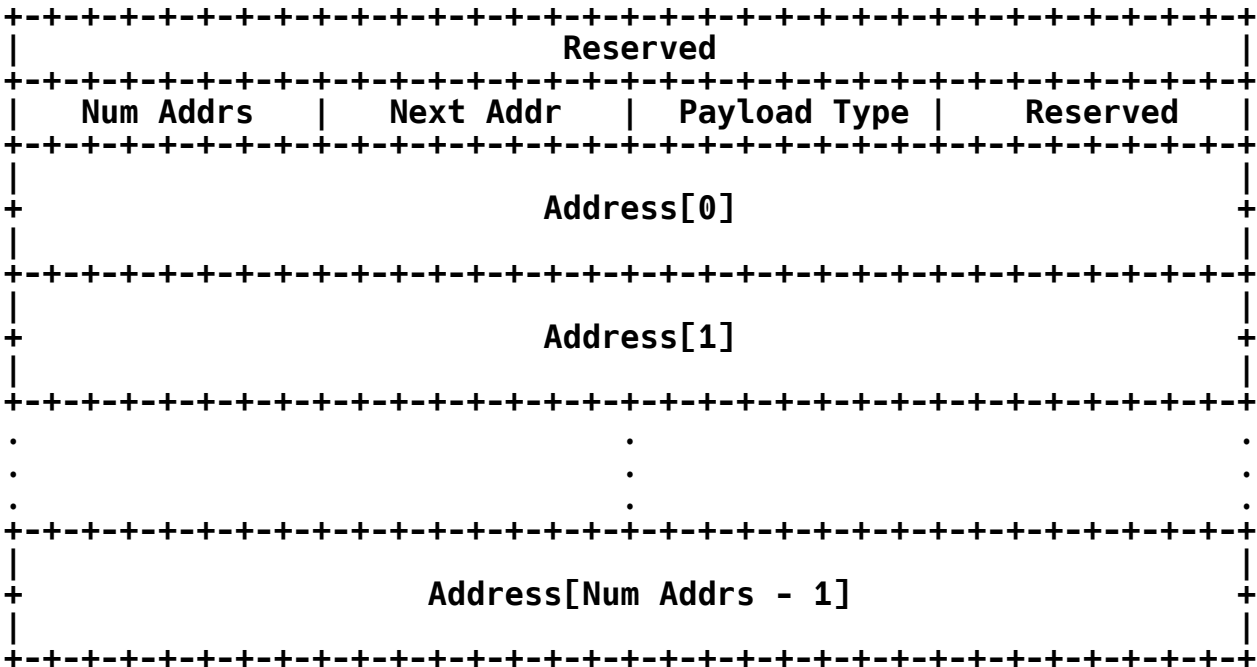 +-+-+-+-+-+-+-+-+-+-+-+-+-+-+-+-+-+-+-+-+-+-+-+-+-+-+-+-+-+-+-+-+
|                            Reserved                           |
+-+-+-+-+-+-+-+-+-+-+-+-+-+-+-+-+-+-+-+-+-+-+-+-+-+-+-+-+-+-+-+-+
|   Num Addrs   |   Next Addr   |  Payload Type |    Reserved   |
+-+-+-+-+-+-+-+-+-+-+-+-+-+-+-+-+-+-+-+-+-+-+-+-+-+-+-+-+-+-+-+-+
|                                                               |
+                           Address[0]                          +
|                                                               |
+-+-+-+-+-+-+-+-+-+-+-+-+-+-+-+-+-+-+-+-+-+-+-+-+-+-+-+-+-+-+-+-+
|                                                               |
+                           Address[1]                          +
|                                                               |
+-+-+-+-+-+-+-+-+-+-+-+-+-+-+-+-+-+-+-+-+-+-+-+-+-+-+-+-+-+-+-+-+
.                               .                               .
.                               .                               .
.                               .                               .
+-+-+-+-+-+-+-+-+-+-+-+-+-+-+-+-+-+-+-+-+-+-+-+-+-+-+-+-+-+-+-+-+
|                                                               |
+                     Address[Num Addrs - 1]                    +
|                                                               |
+-+-+-+-+-+-+-+-+-+-+-+-+-+-+-+-+-+-+-+-+-+-+-+-+-+-+-+-+-+-+-+-+